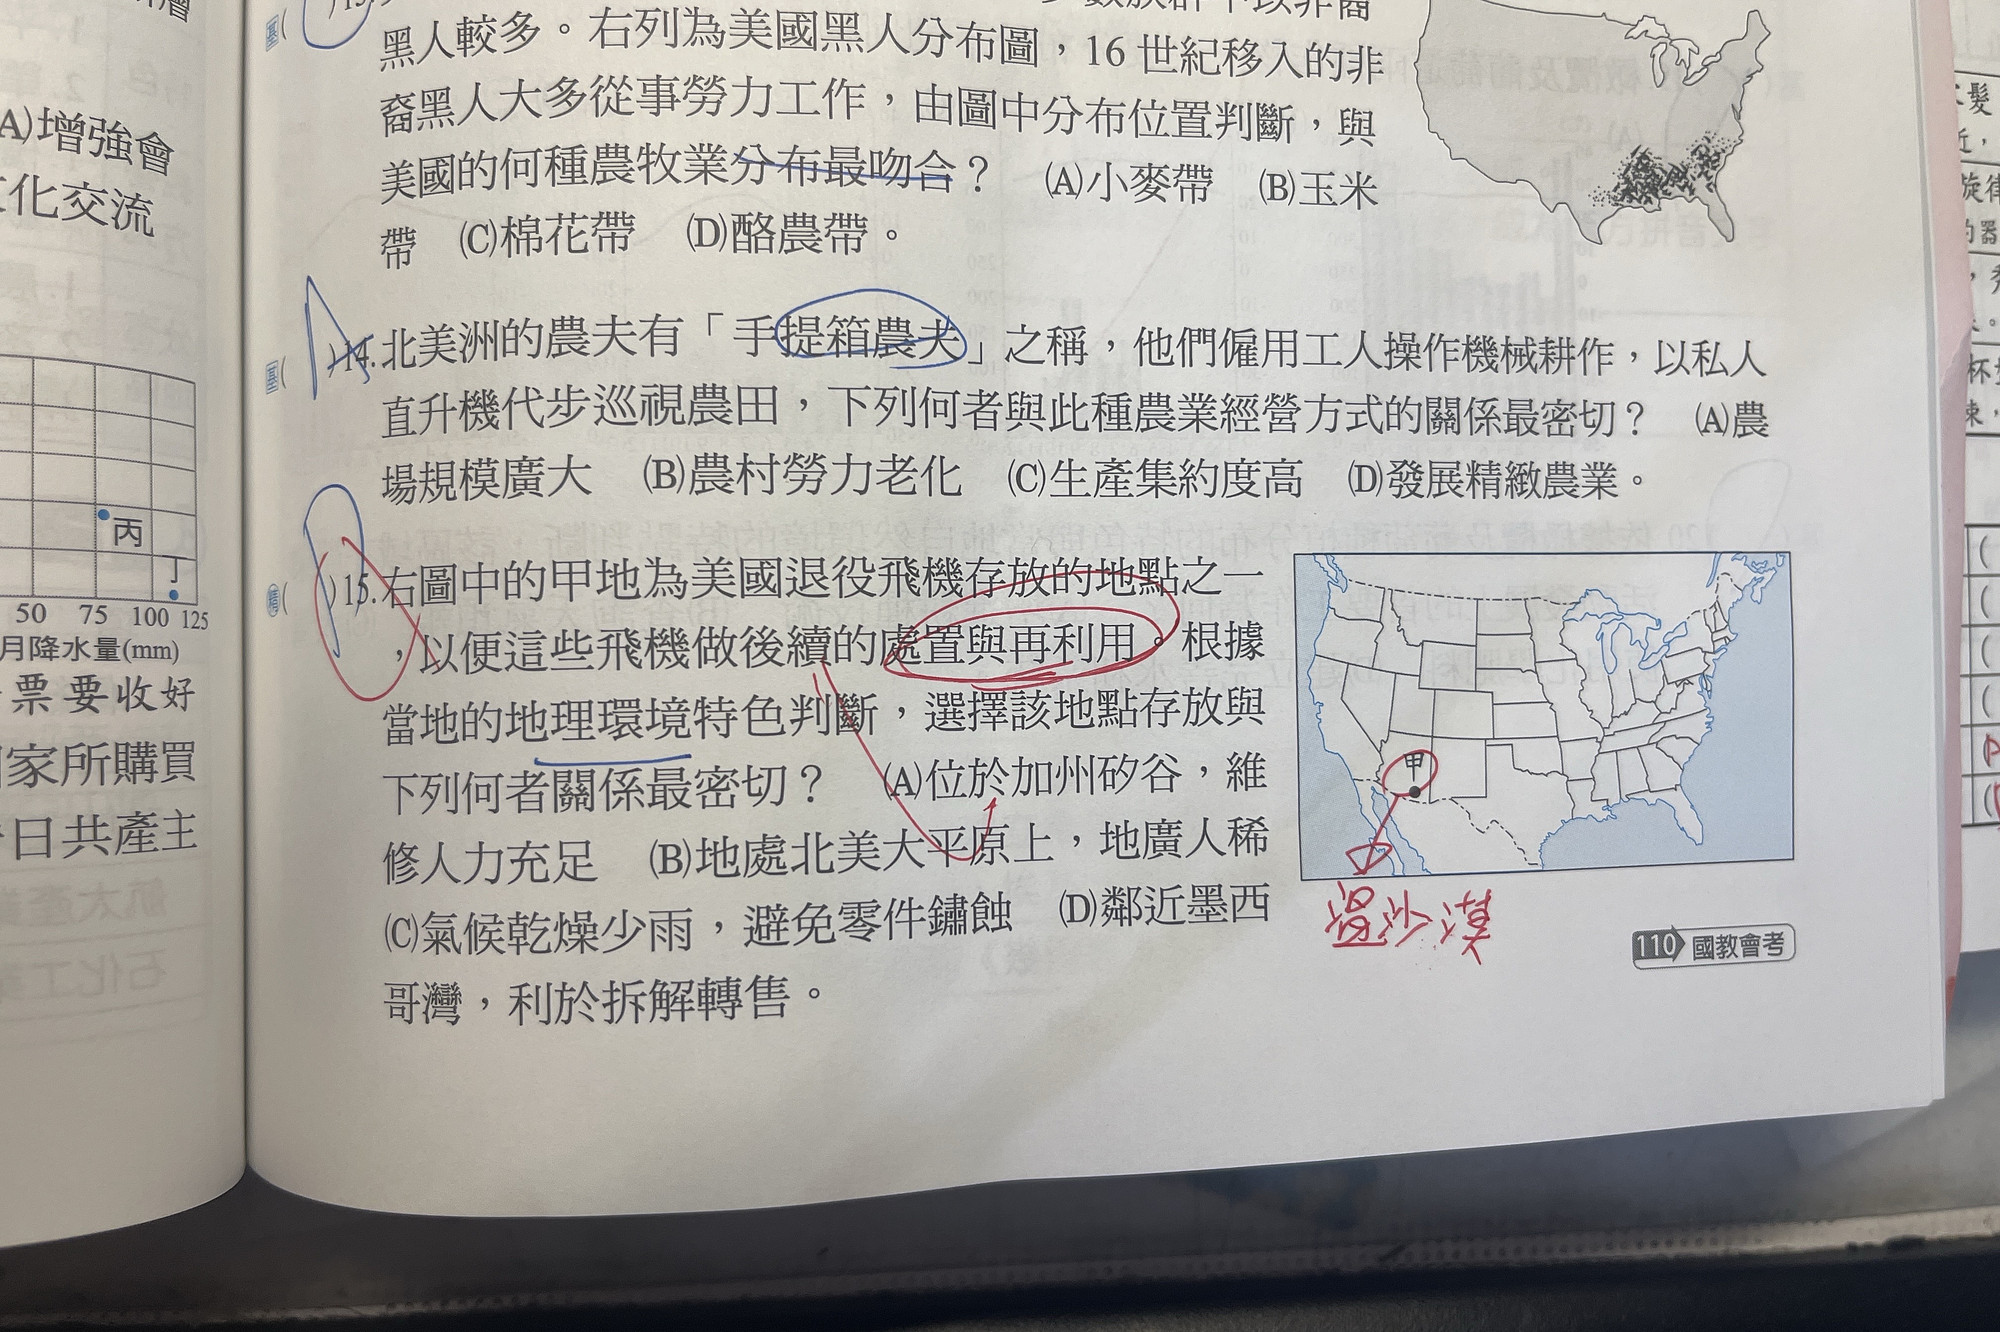 A)增強會
化交流
丙
丁
50 75 100 125
月降水量(mm)
票要收好
家所購買
日共產主
黑人較多。右列為美國黑人分布圖，16 世紀移入的非
裔黑人大多從事勞力工作，由圖中分布位置判斷，與
美國的何種農牧業分布最吻合？ (A)小麥帶 (B)玉米
帶 (C)棉花帶 (D)酪農帶。
基( )14.北美洲的農夫有「手提箱農夫」之稱，他們僱用工人操作機械耕作，以私人
直升機代步巡視農田，下列何者與此種農業經營方式的關係最密切？ (A)農
場規模廣大 (B)農村勞力老化 (C)生產集約度高 (D)發展精緻農業。
精( )15.右圖中的甲地為美國退役飛機存放的地點之一
，以便這些飛機做後續的處置與再利用。根據
當地的地理環境特色判斷，選擇該地點存放與
下列何者關係最密切？ (A)位於加州矽谷，維
修人力充足 (B)地處北美大平原上，地廣人稀
(C)氣候乾燥少雨，避免零件鏽蝕 (D)鄰近墨西
哥灣，利於拆解轉售。
甲
沙漠
110 國教會考